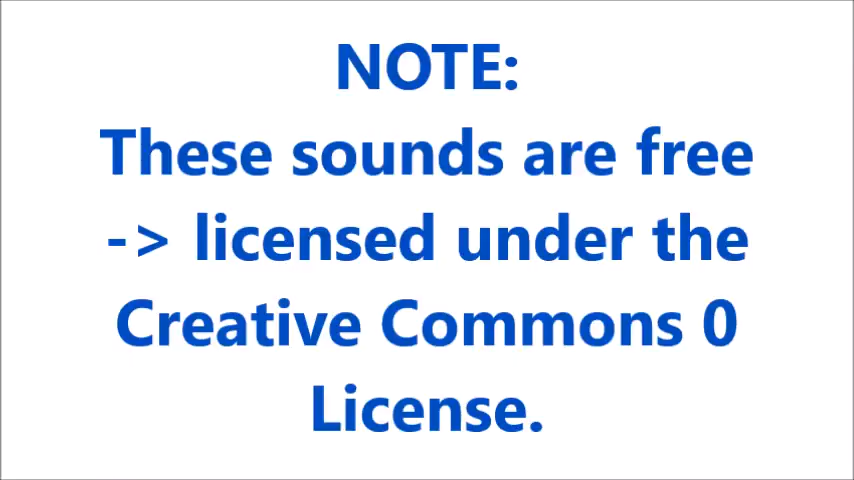 NOTE:
These sounds are free
-> licensed under the
Creative Commons 0
License.